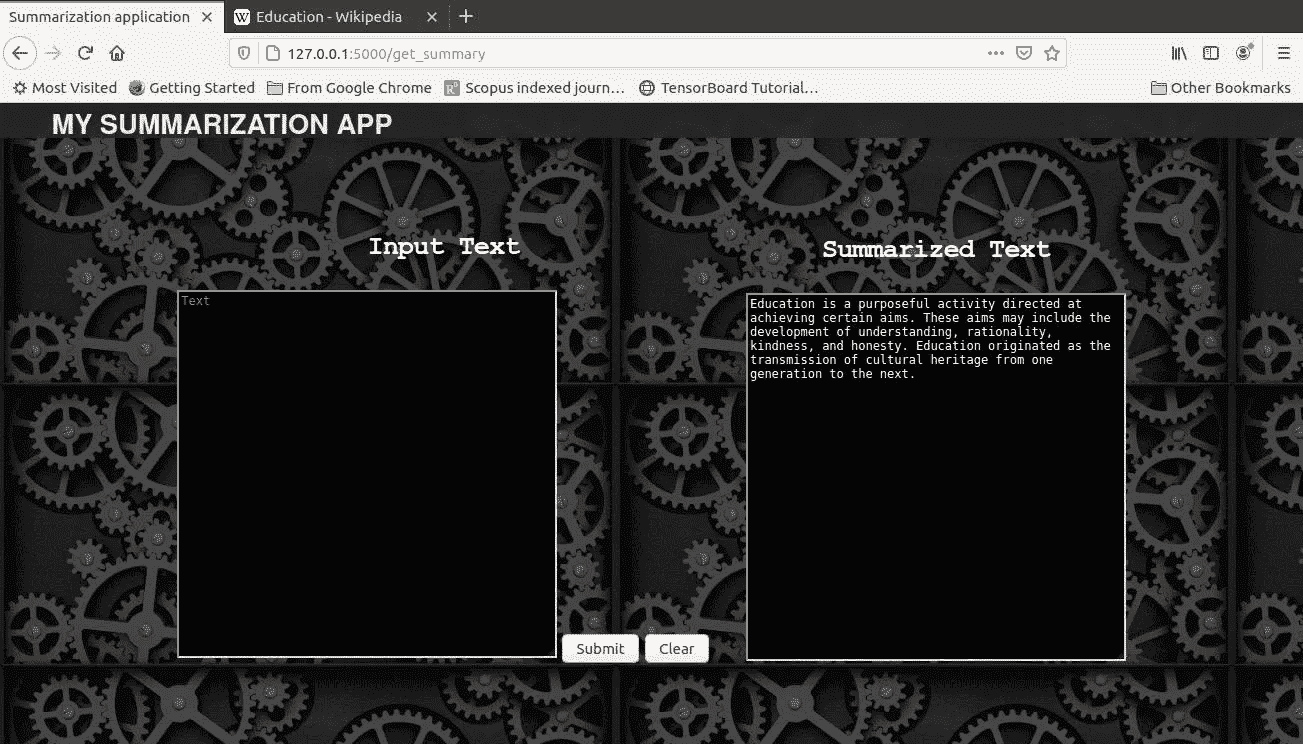 Summarization application
Education - Wikipedia
127.0.0.1:5000/get_summary
Most Visited
Getting Started
From Google Chrome
Scopus indexed journ…
TensorBoard Tutorial…
Other Bookmarks
MY SUMMARIZATION APP
Input Text
Text
Summarized Text
Education is a purposeful activity directed at
achieving certain aims. These aims may include the
development of understanding, rationality,
kindness, and honesty. Education originated as the
transmission of cultural heritage from one
generation to the next.
Submit
Clear